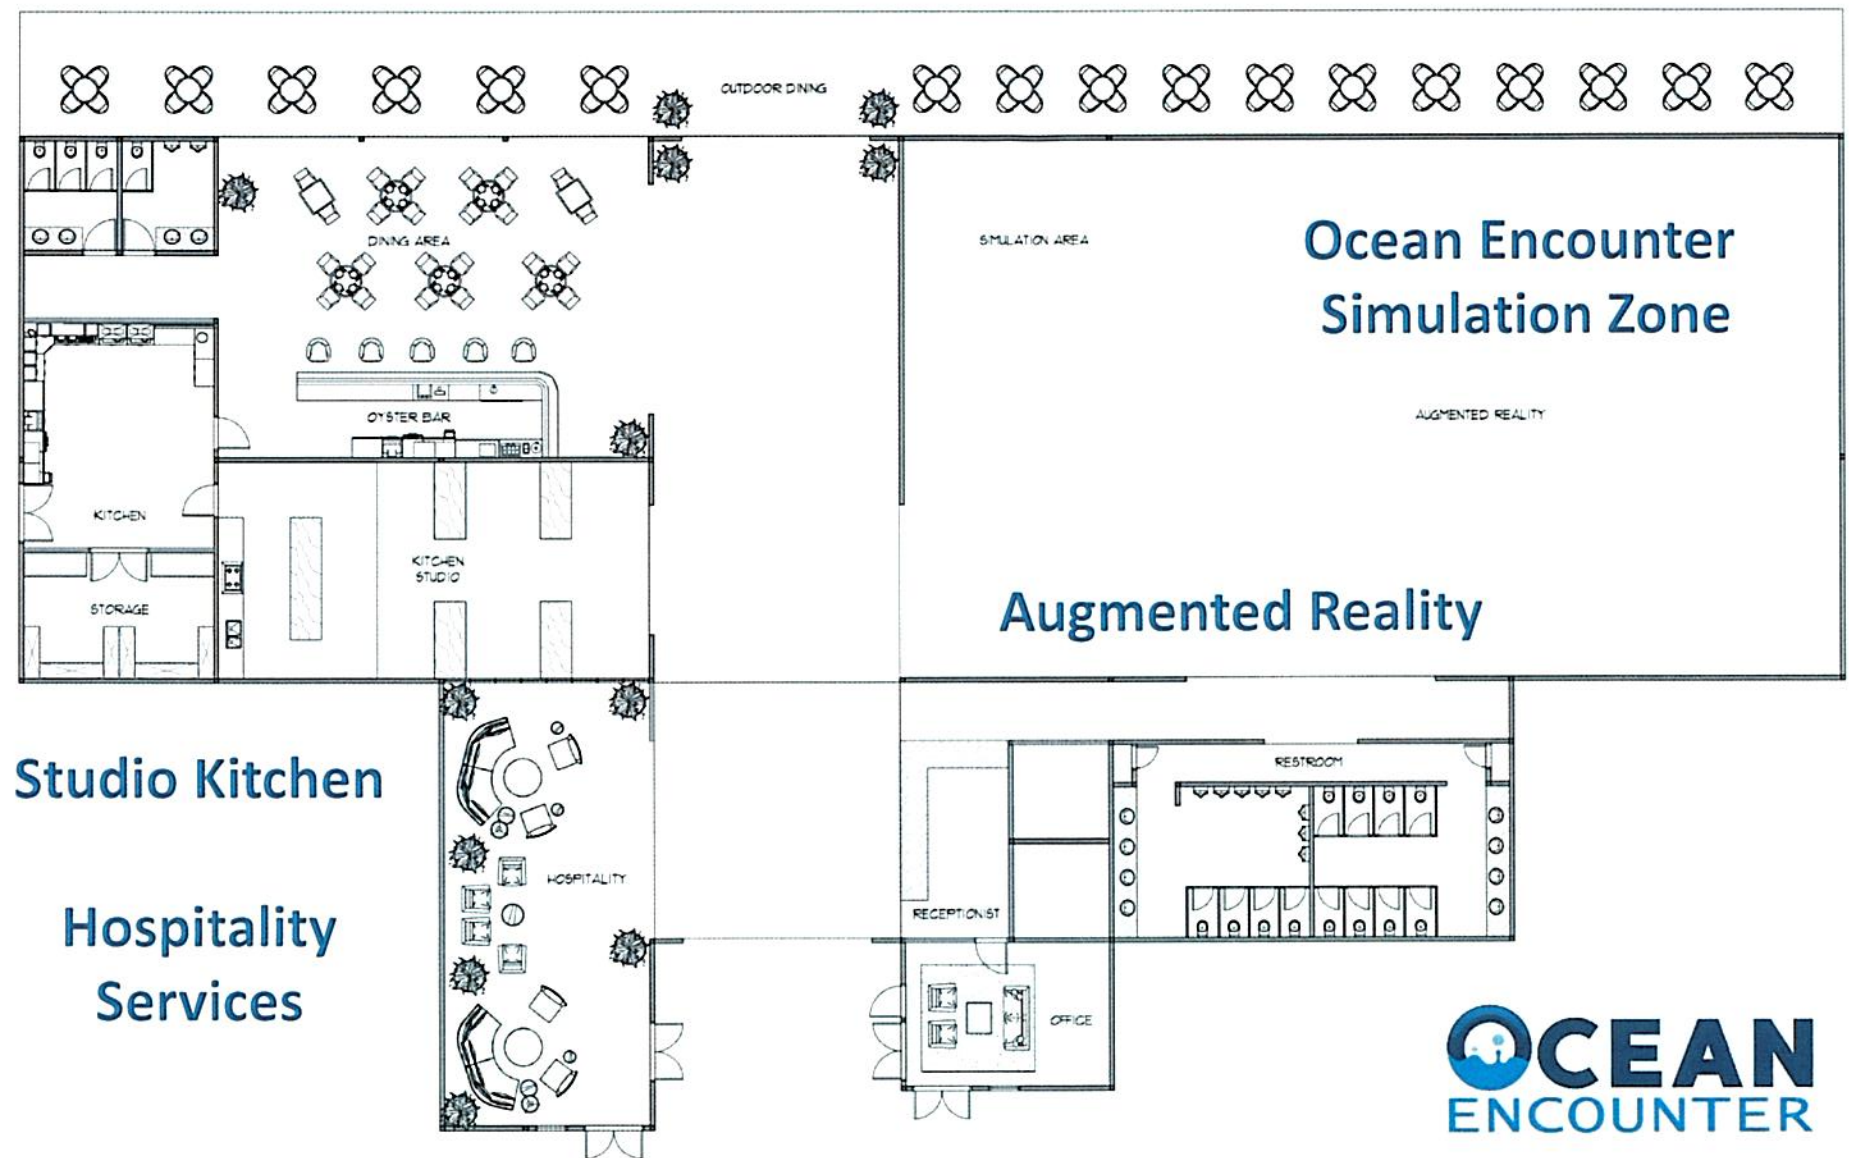 OUTDOOR DINING
DINING AREA
SIMULATION AREA
Ocean Encounter
Simulation Zone
AUGMENTED REALITY
OYSTER BAR
KITCHEN
KITCHEN
STUDIO
STORAGE
Augmented Reality
Studio Kitchen
RESTROOM
HOSPITALITY
Hospitality
Services
RECEPTIONIST
OFFICE
OCEAN
ENCOUNTER